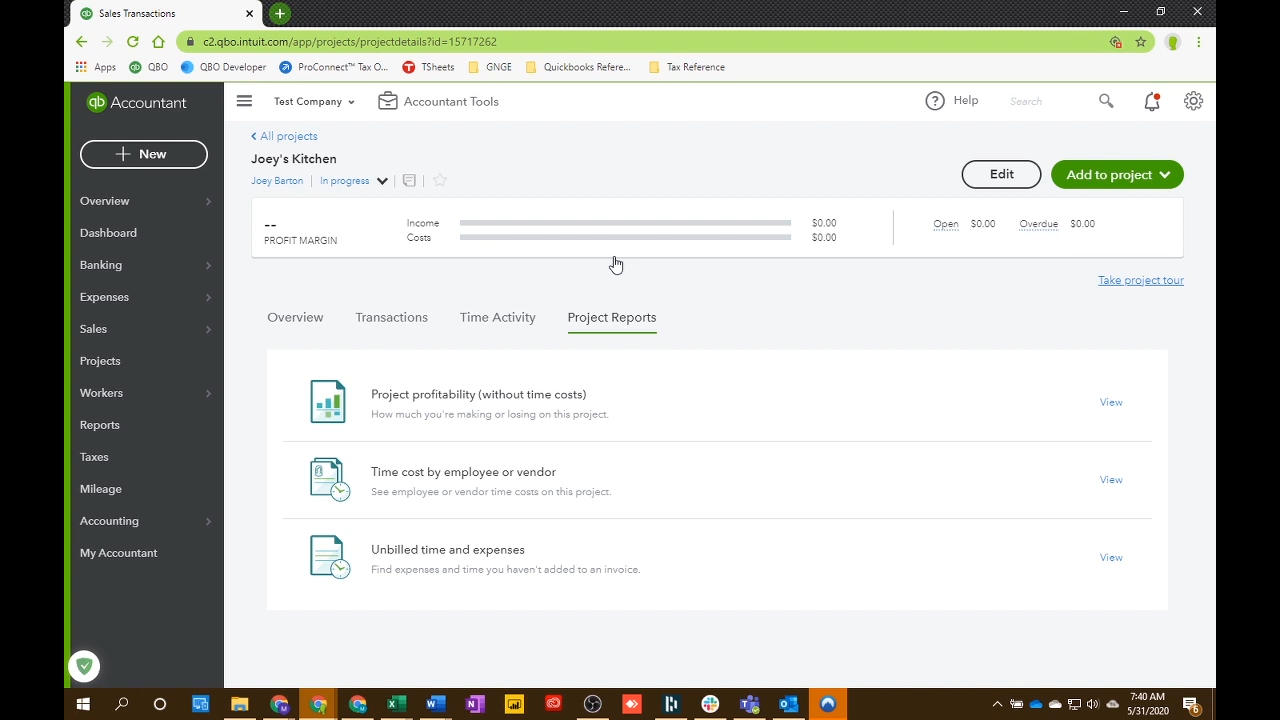 Sales Transactions
c2.qbo.intuit.com/app/projects/projectdetails?id=15717262
Apps QBO QBO Developer ProConnect™ Tax O... TSheets GNGE Quickbooks Refere... Tax Reference
qb Accountant
Test Company
Accountant Tools
Help
Search
New
Overview
Dashboard
Banking
Expenses
Sales
Projects
Workers
Reports
Taxes
Mileage
Accounting
My Accountant
All projects
Joey's Kitchen
Joey Barton | In progress
Edit
Add to project
--
PROFIT MARGIN
Income $0.00
Costs $0.00
Open $0.00 Overdue $0.00
Take project tour
Overview Transactions Time Activity Project Reports
Project profitability (without time costs)
How much you're making or losing on this project.
View
Time cost by employee or vendor
See employee or vendor time costs on this project.
View
Unbilled time and expenses
Find expenses and time you haven't added to an invoice.
View
7:40 AM
5/31/2020